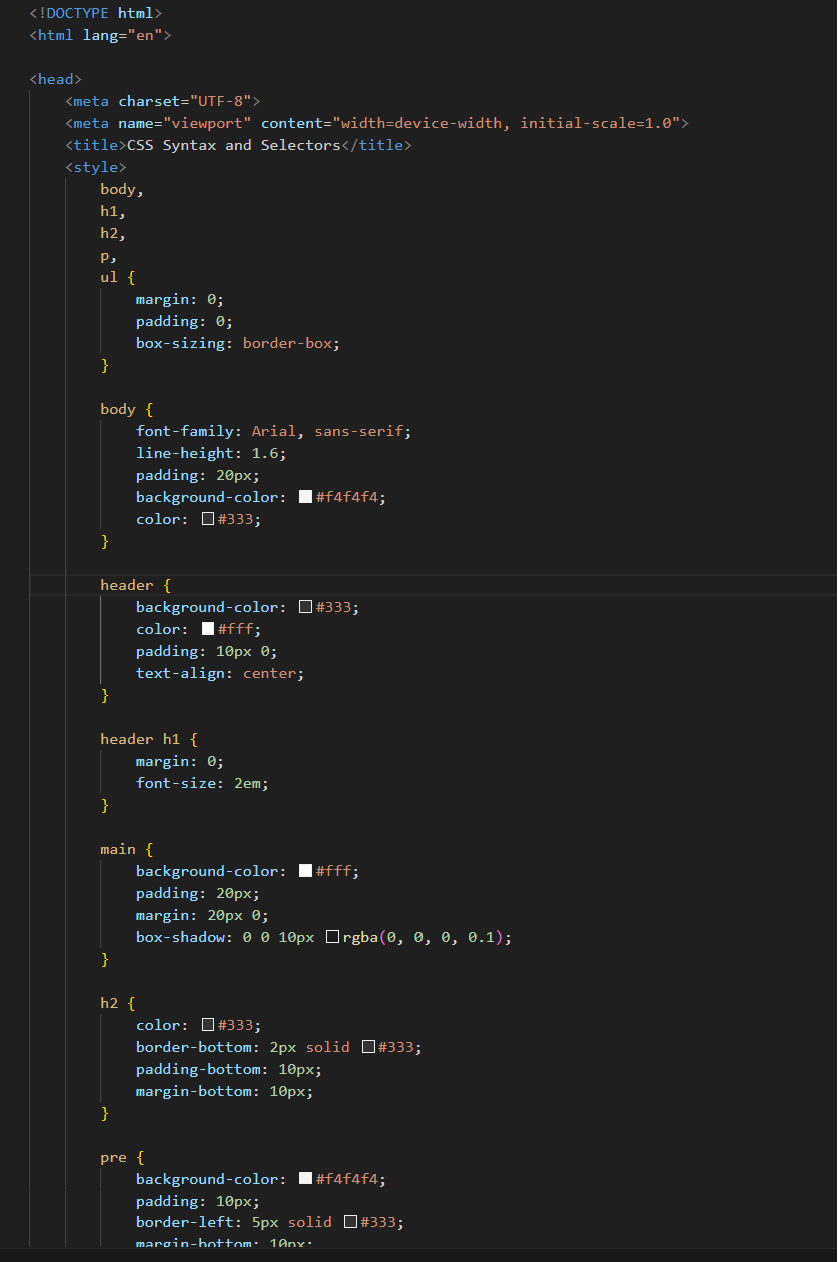 <!DOCTYPE html>
<html lang="en">
<head>
<meta charset="UTF-8">
<meta name="viewport" content="width=device-width, initial-scale=1.0">
<title>CSS Syntax and Selectors</title>
<style>
body,
h1,
h2,
p,
ul {
margin: 0;
padding: 0;
box-sizing: border-box;
}
body {
font-family: Arial, sans-serif;
line-height: 1.6;
padding: 20px;
background-color: #f4f4f4;
color: #333;
}
header {
background-color: #333;
color: #fff;
padding: 10px 0;
text-align: center;
}
header h1 {
margin: 0;
font-size: 2em;
}
main {
background-color: #fff;
padding: 20px;
margin: 20px 0;
box-shadow: 0 0 10px rgba(0, 0, 0, 0.1);
}
h2 {
color: #333;
border-bottom: 2px solid #333;
padding-bottom: 10px;
margin-bottom: 10px;
}
pre {
background-color: #f4f4f4;
padding: 10px;
border-left: 5px solid #333;
margin-bottom: 10px;